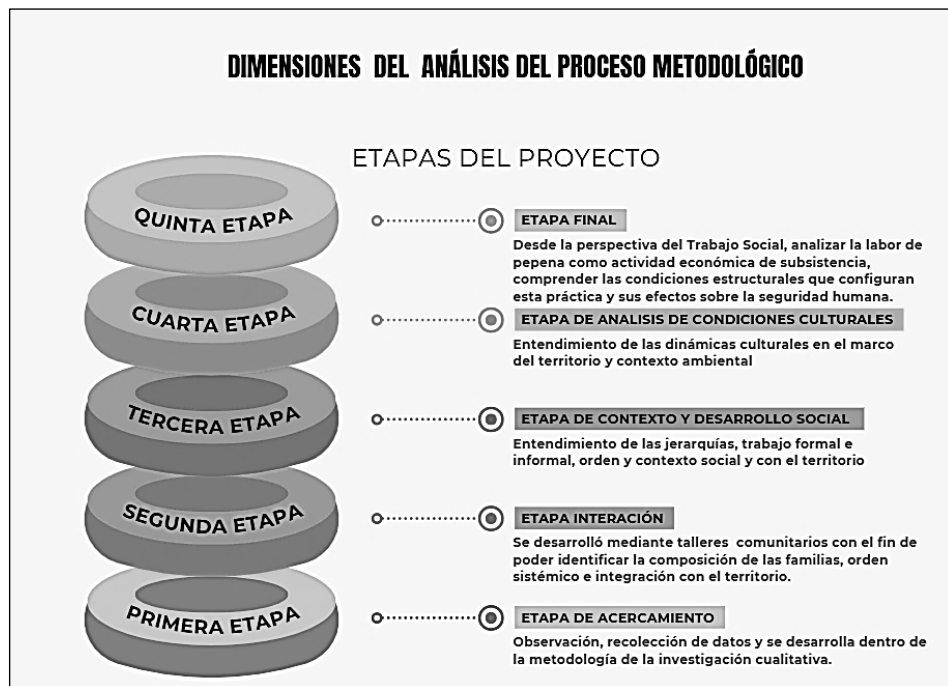 DIMENSIONES DEL ANÁLISIS DEL PROCESO METODOLÓGICO
ETAPAS DEL PROYECTO
QUINTA ETAPA
ETAPA FINAL
Desde la perspectiva del Trabajo Social, analizar la labor de
pepena como actividad económica de subsistencia,
comprender las condiciones estructurales que configuran
esta práctica y sus efectos sobre la seguridad humana.
CUARTA ETAPA
ETAPA DE ANALISIS DE CONDICIONES CULTURALES
Entendimiento de las dinámicas culturales en el marco
del territorio y contexto ambiental
TERCERA ETAPA
ETAPA DE CONTEXTO Y DESARROLLO SOCIAL
Entendimiento de las jerarquías, trabajo formal e
informal, orden y contexto social y con el territorio
SEGUNDA ETAPA
ETAPA INTERACIÓN
Se desarrolló mediante talleres comunitarios con el fin de
poder identificar la composición de las familias, orden
sistémico e integración con el territorio.
PRIMERA ETAPA
ETAPA DE ACERCAMIENTO
Observación, recolección de datos y se desarrolla dentro de
la metodología de la investigación cualitativa.